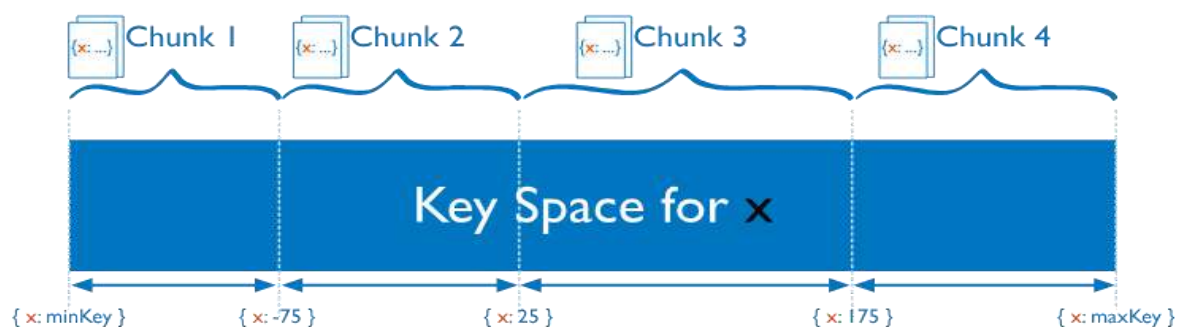 {x: ...} Chunk 1 {x: ...} Chunk 2 {x: ...} Chunk 3 {x: ...} Chunk 4
Key Space for x
{ x: minKey } { x: -75 } { x: 25 } { x: 175 } { x: maxKey }